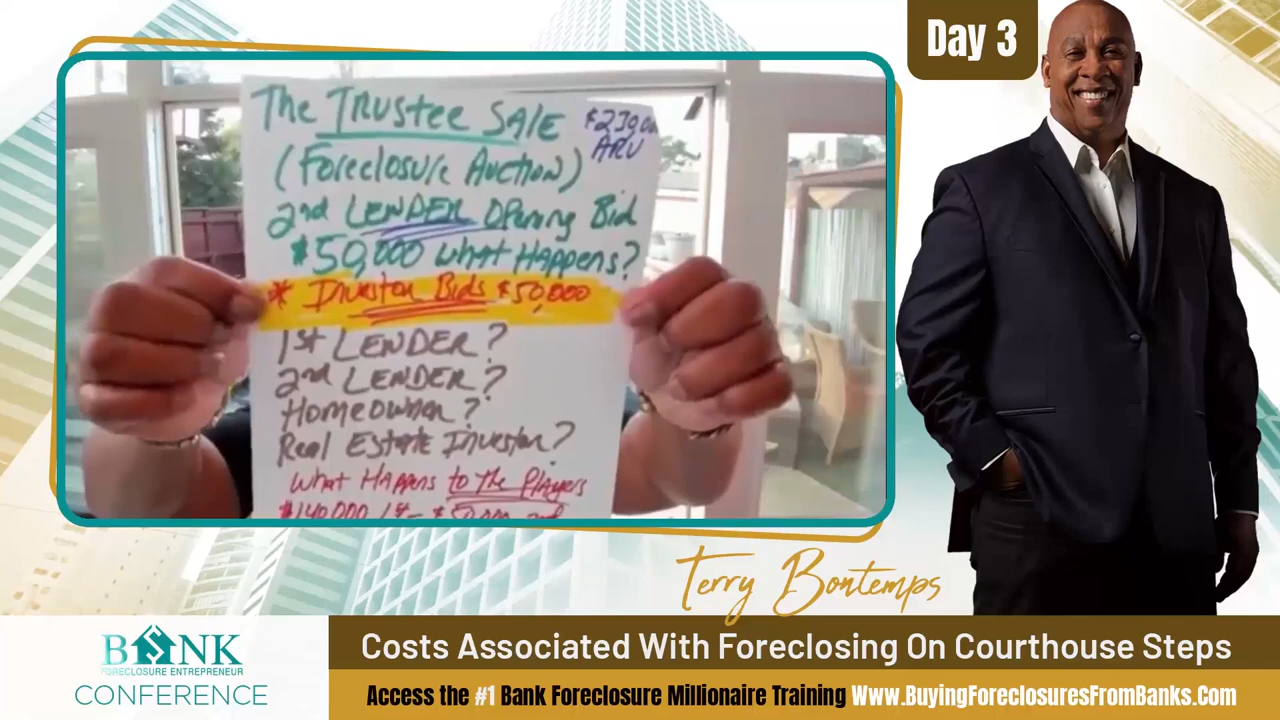 Day 3
The Trustee SALE
ARV
(Foreclosure Auction)
2nd LENDER Opening Bid
$50,000 What Happens?
* Investor Bids $50,000
1st LENDER?
2nd LENDER?
Homeowner?
Real Estate Investor?
What Happens to The Players
$140,000 1st
Terry Bontemps
BANK
FORECLOSURE ENTREPRENEUR
CONFERENCE
Costs Associated With Foreclosing On Courthouse Steps
Access the #1 Bank Foreclosure Millionaire Training Www.BuyingForeclosuresFromBanks.Com